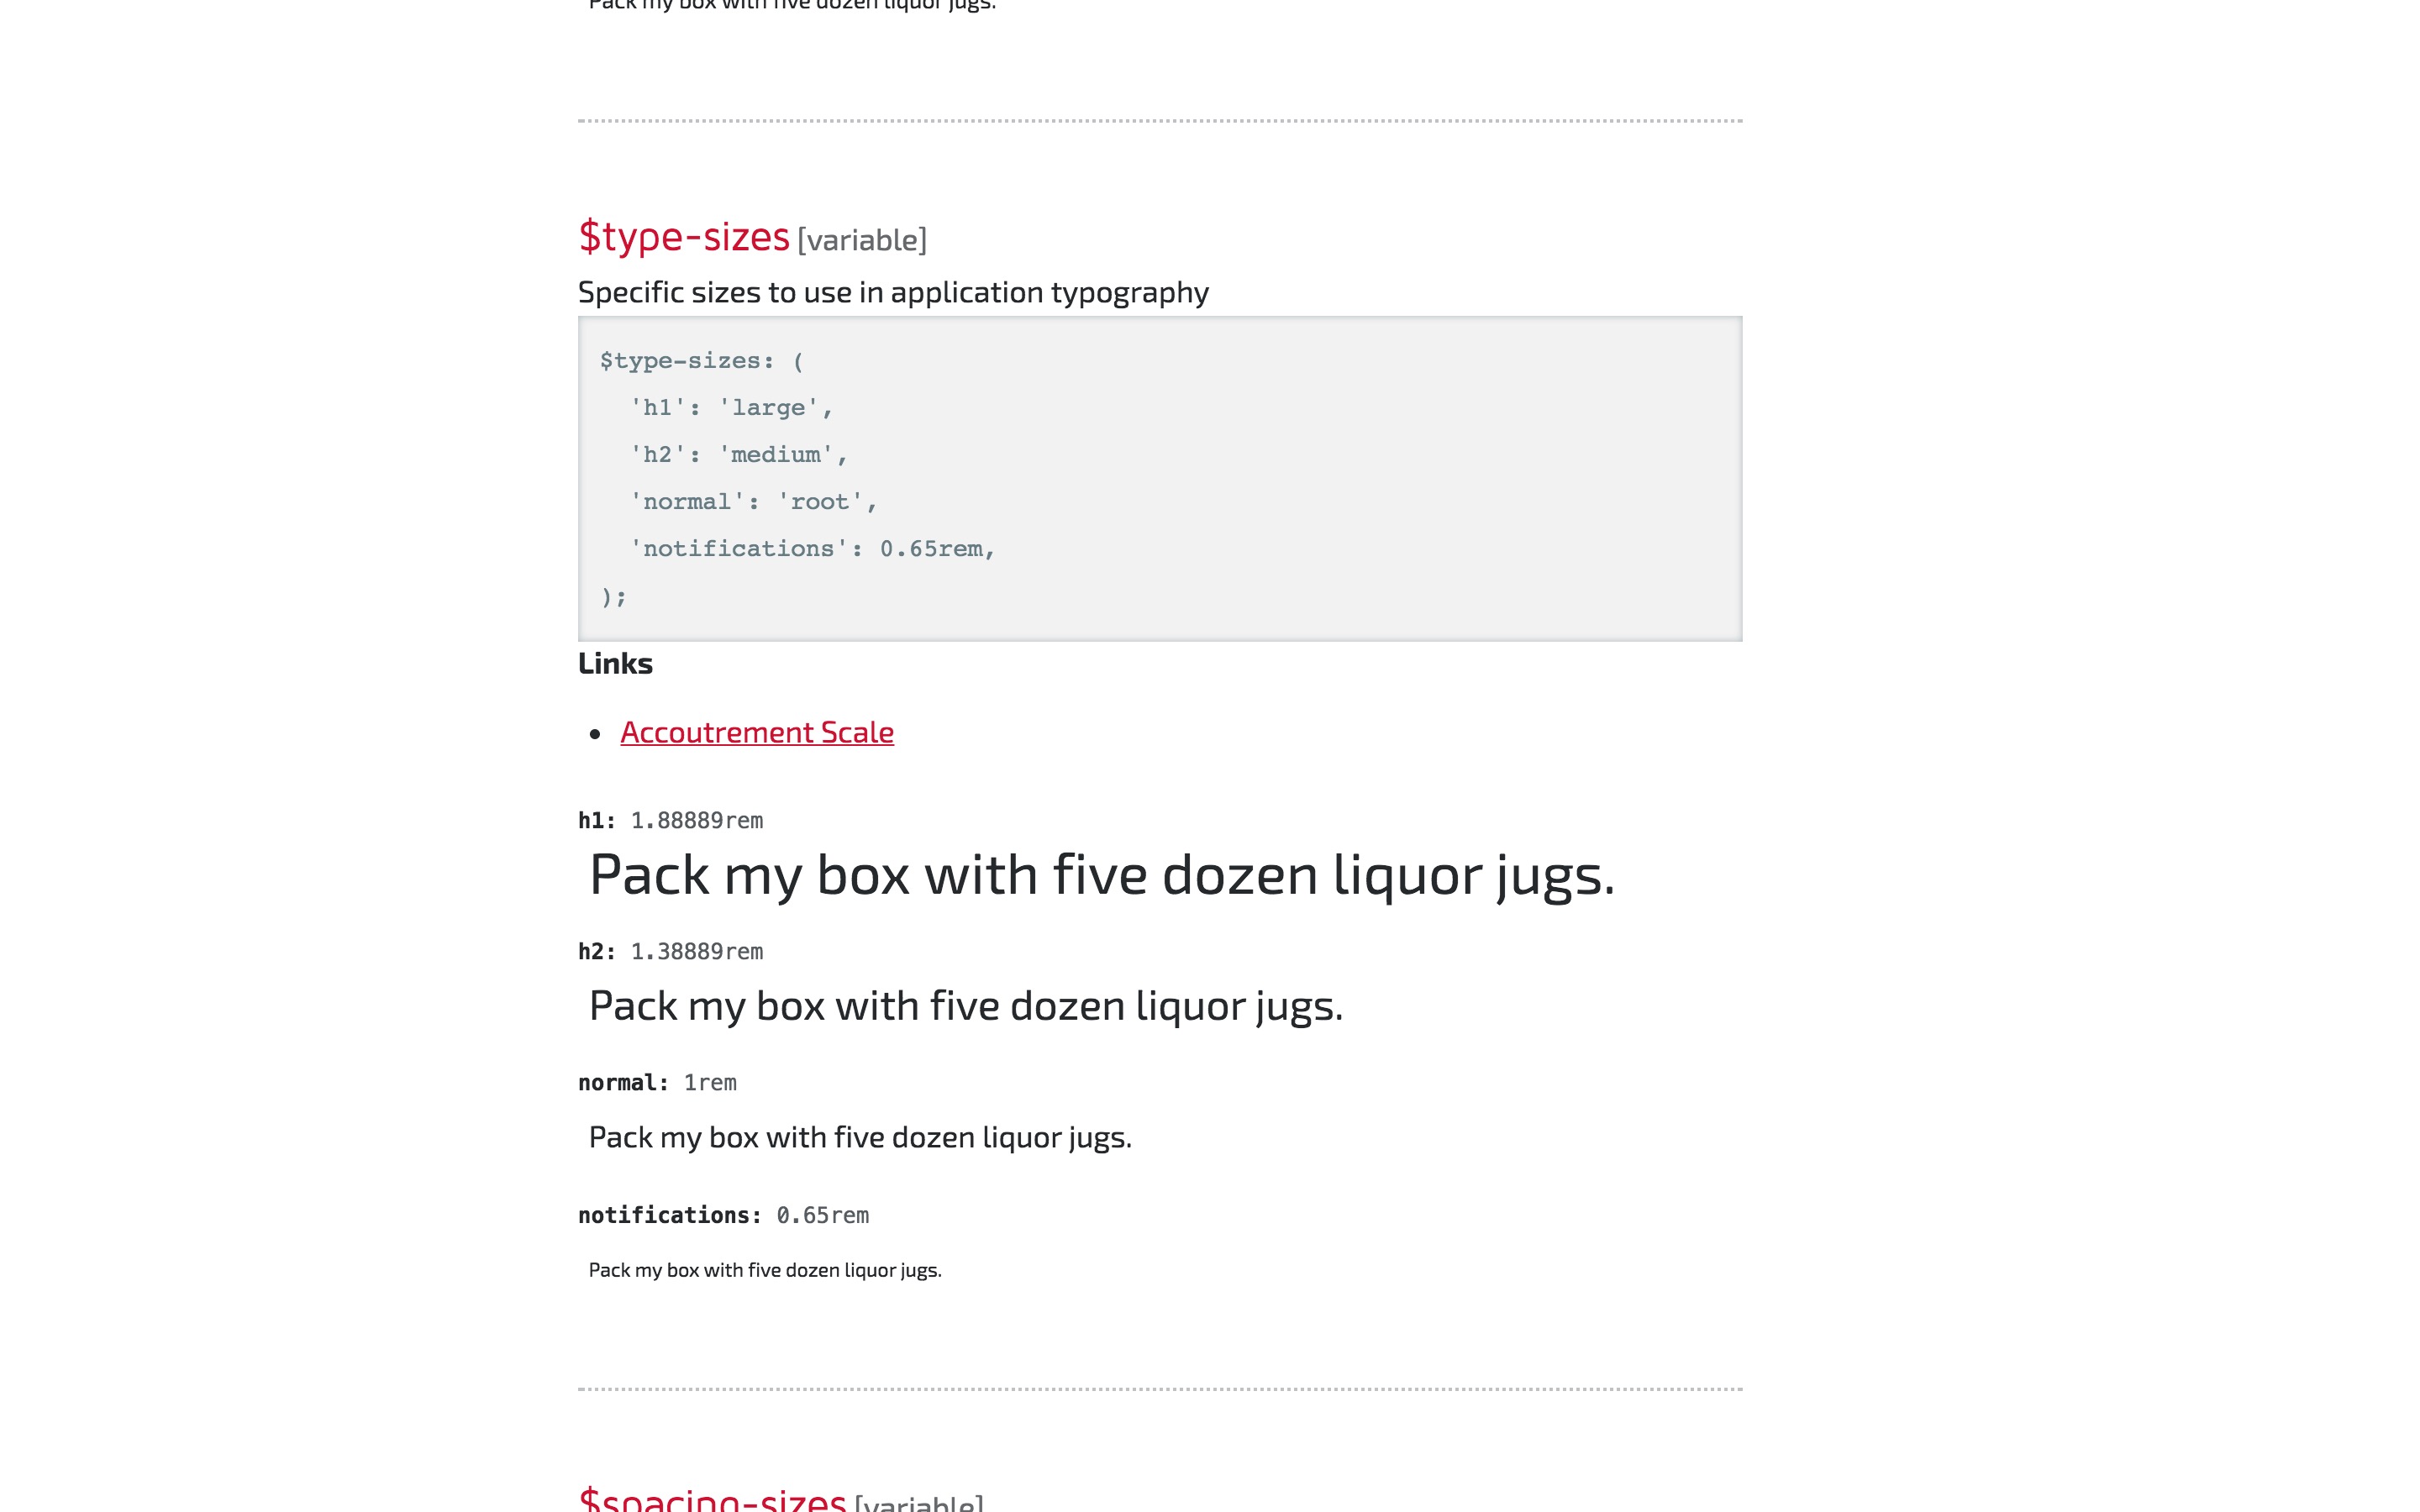 Pack my box with five dozen liquor jugs.
$type-sizes [variable]
Specific sizes to use in application typography
$type-sizes: (
  'h1': 'large',
  'h2': 'medium',
  'normal': 'root',
  'notifications': 0.65rem,
);
Links
• Accoutrement Scale
h1: 1.88889rem
Pack my box with five dozen liquor jugs.
h2: 1.38889rem
Pack my box with five dozen liquor jugs.
normal: 1rem
Pack my box with five dozen liquor jugs.
notifications: 0.65rem
Pack my box with five dozen liquor jugs.
$spacing-sizes [variable]